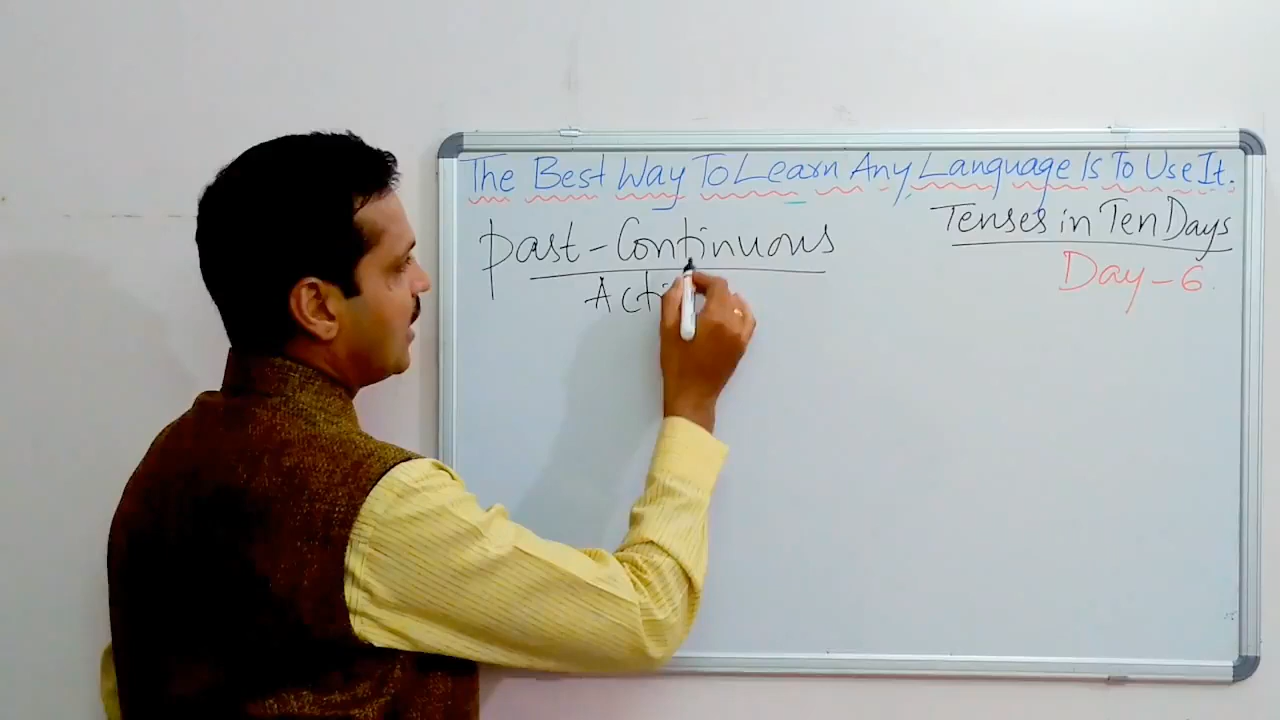 The Best Way To Learn Any Language Is To Use It.
Past-Continuous
Tenses in Ten Days
Day-6.
Acti